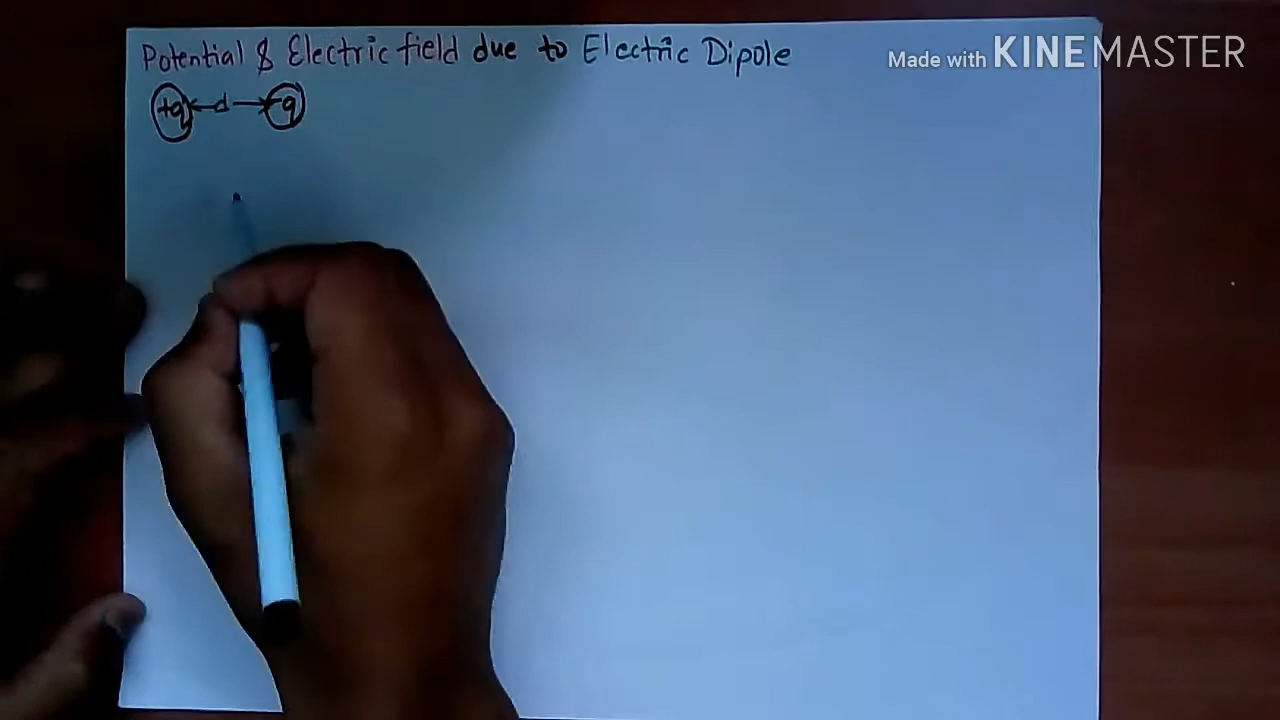 Potential & Electric field due to Electric Dipole
Made with KINEMASTER
+q d -q